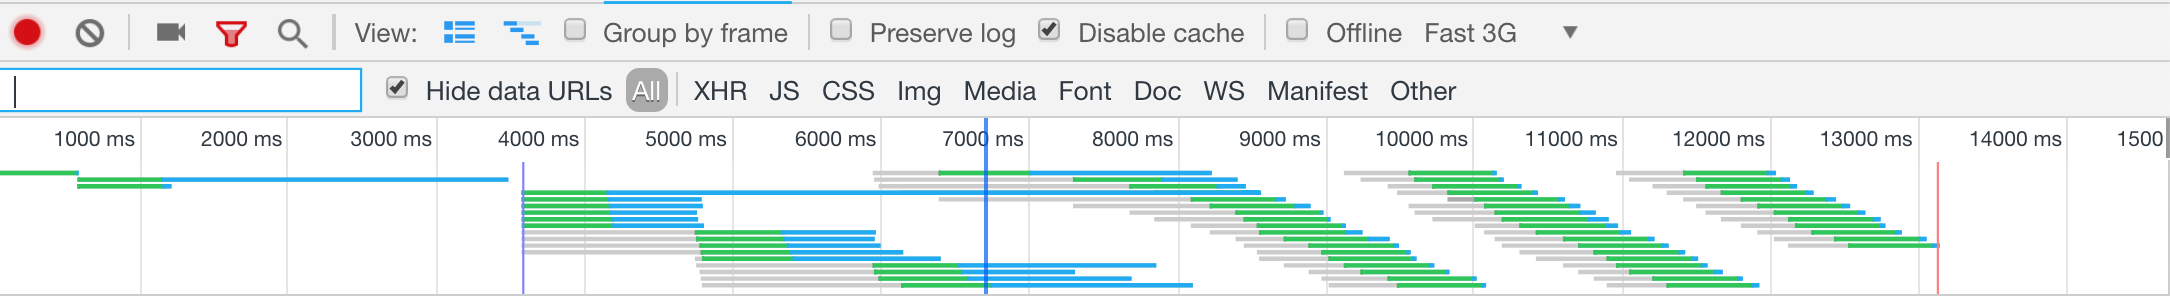 View: Group by frame Preserve log Disable cache Offline Fast 3G ▼
Hide data URLs All XHR JS CSS Img Media Font Doc WS Manifest Other
1000 ms 2000 ms 3000 ms 4000 ms 5000 ms 6000 ms 7000 ms 8000 ms 9000 ms 10000 ms 11000 ms 12000 ms 13000 ms 14000 ms 1500